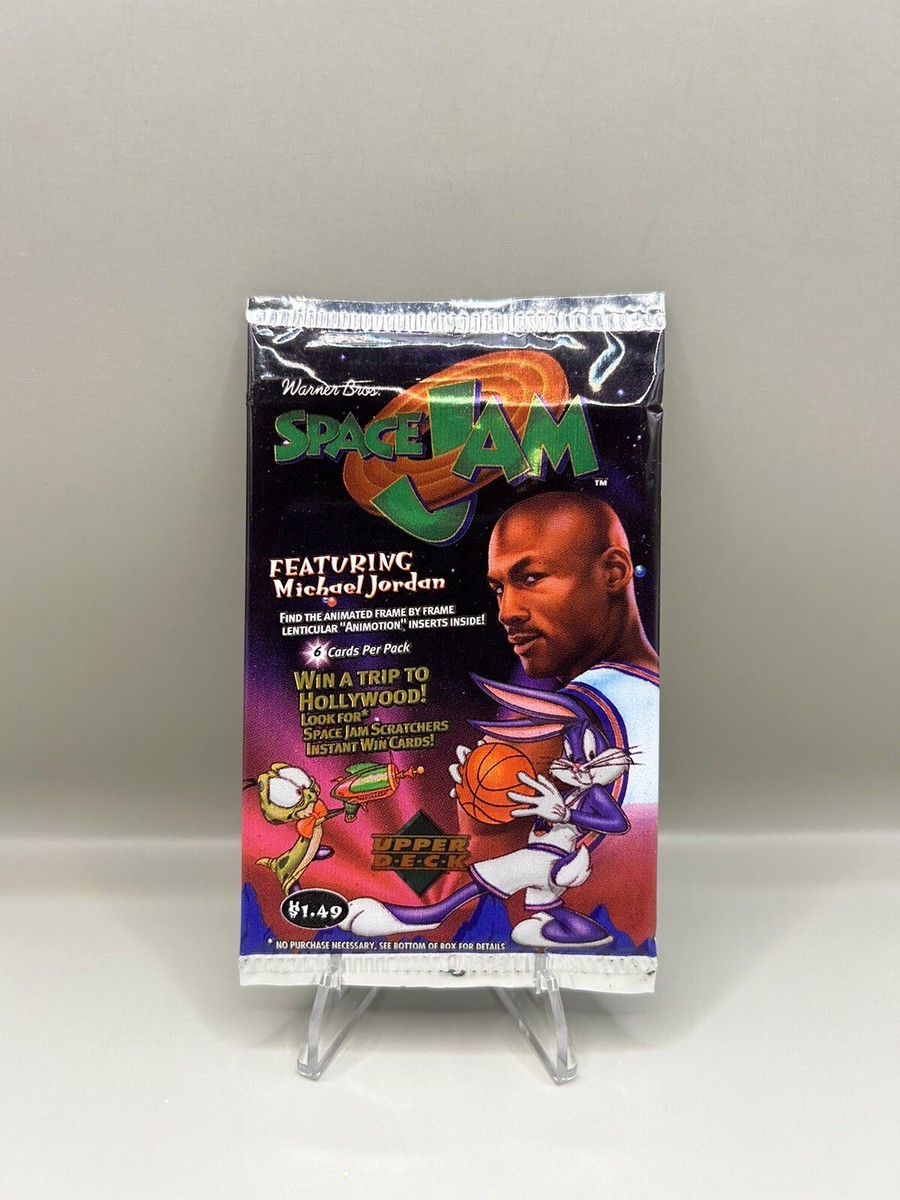 Warner Bros.
SPACE JAM
TM
FEATURING
Michael Jordan
FIND THE ANIMATED FRAME BY FRAME
LENTICULAR "ANIMOTION", INSERTS INSIDE!
6 Cards Per Pack
WIN A TRIP TO
HOLLYWOOD!
LOOK FOR*
SPACE JAM SCRATCHERS
INSTANT WIN CARDS!
UPPER
D·E·C·K
$1.49
* NO PURCHASE NECESSARY, SEE BOTTOM OF BOX FOR DETAILS